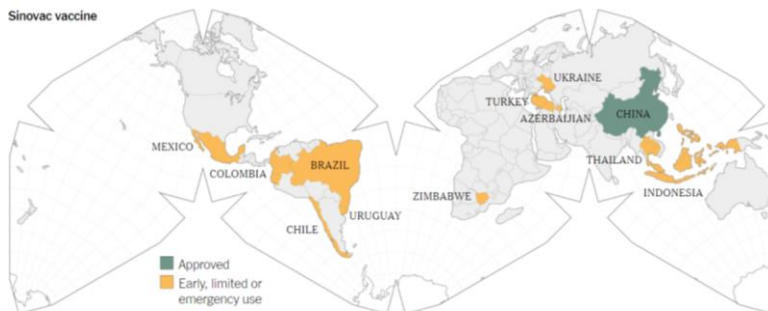 Sinovac vaccine
UKRAINE
TURKEY
AZERBAIJIAN
CHINA
MEXICO
BRAZIL
COLOMBIA
THAILAND
ZIMBABWE
INDONESIA
URUGUAY
CHILE
Approved
Early, limited or
emergency use